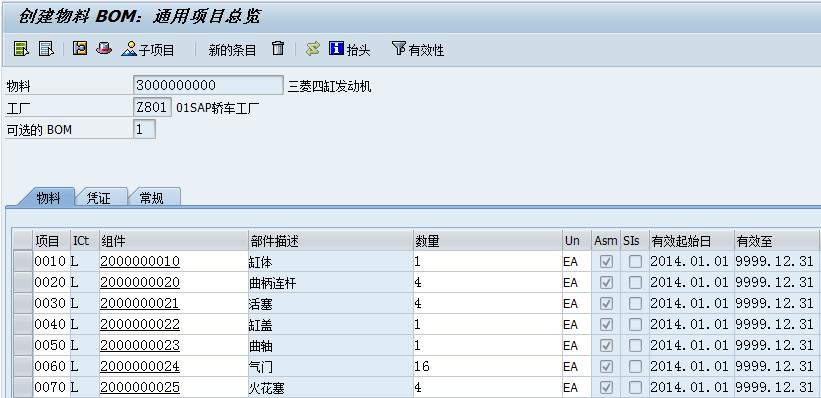 创建物料 BOM：通用项目总览
子项目 新的条目 抬头 有效性
物料 3000000000 三菱四缸发动机
工厂 Z801 01SAP轿车工厂
可选的 BOM 1
物料 凭证 常规
项目 ICt 组件 部件描述 数量 Un Asm SIs 有效起始日 有效至
0010 L 2000000010 缸体 1 EA 2014.01.01 9999.12.31
0020 L 2000000020 曲柄连杆 4 EA 2014.01.01 9999.12.31
0030 L 2000000021 活塞 4 EA 2014.01.01 9999.12.31
0040 L 2000000022 缸盖 1 EA 2014.01.01 9999.12.31
0050 L 2000000023 曲轴 1 EA 2014.01.01 9999.12.31
0060 L 2000000024 气门 16 EA 2014.01.01 9999.12.31
0070 L 2000000025 火花塞 4 EA 2014.01.01 9999.12.31